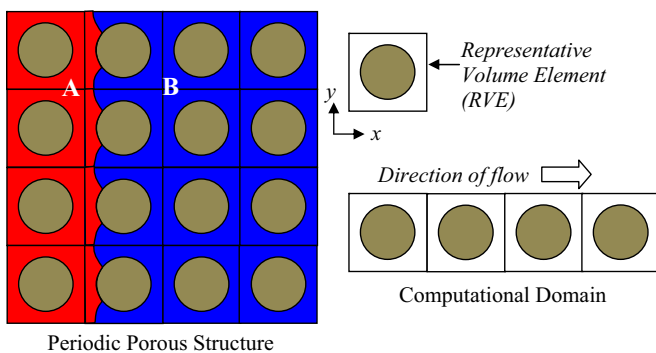 A
B
Periodic Porous Structure
Representative
Volume Element
(RVE)
y
x
Direction of flow
Computational Domain